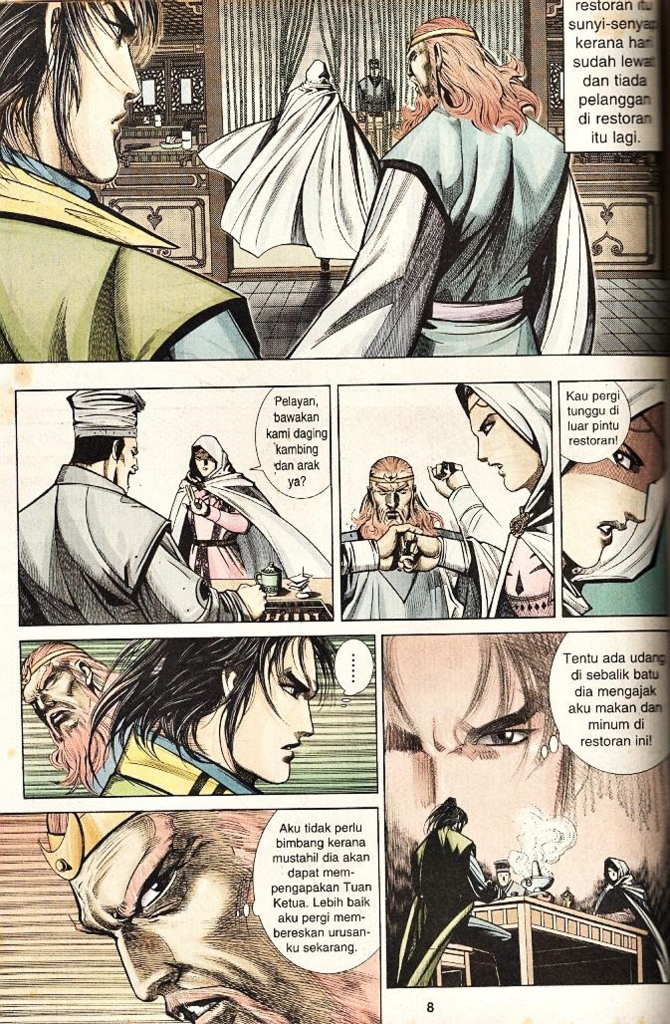 restoran itu
sunyi-senyap
kerana hari
sudah lewat
dan tiada
pelanggan
di restoran
itu lagi.
Pelayan,
bawakan
kami daging
kambing
dan arak
ya?
Kau pergi
tunggu di
luar pintu
restoran!
......
Tentu ada udang
di sebalik batu
dia mengajak
aku makan dan
minum di
restoran ini!
Aku tidak perlu
bimbang kerana
mustahil dia akan
dapat mem-
pengapakan Tuan
Ketua. Lebih baik
aku pergi mem-
bereskan urusan-
ku sekarang.
8